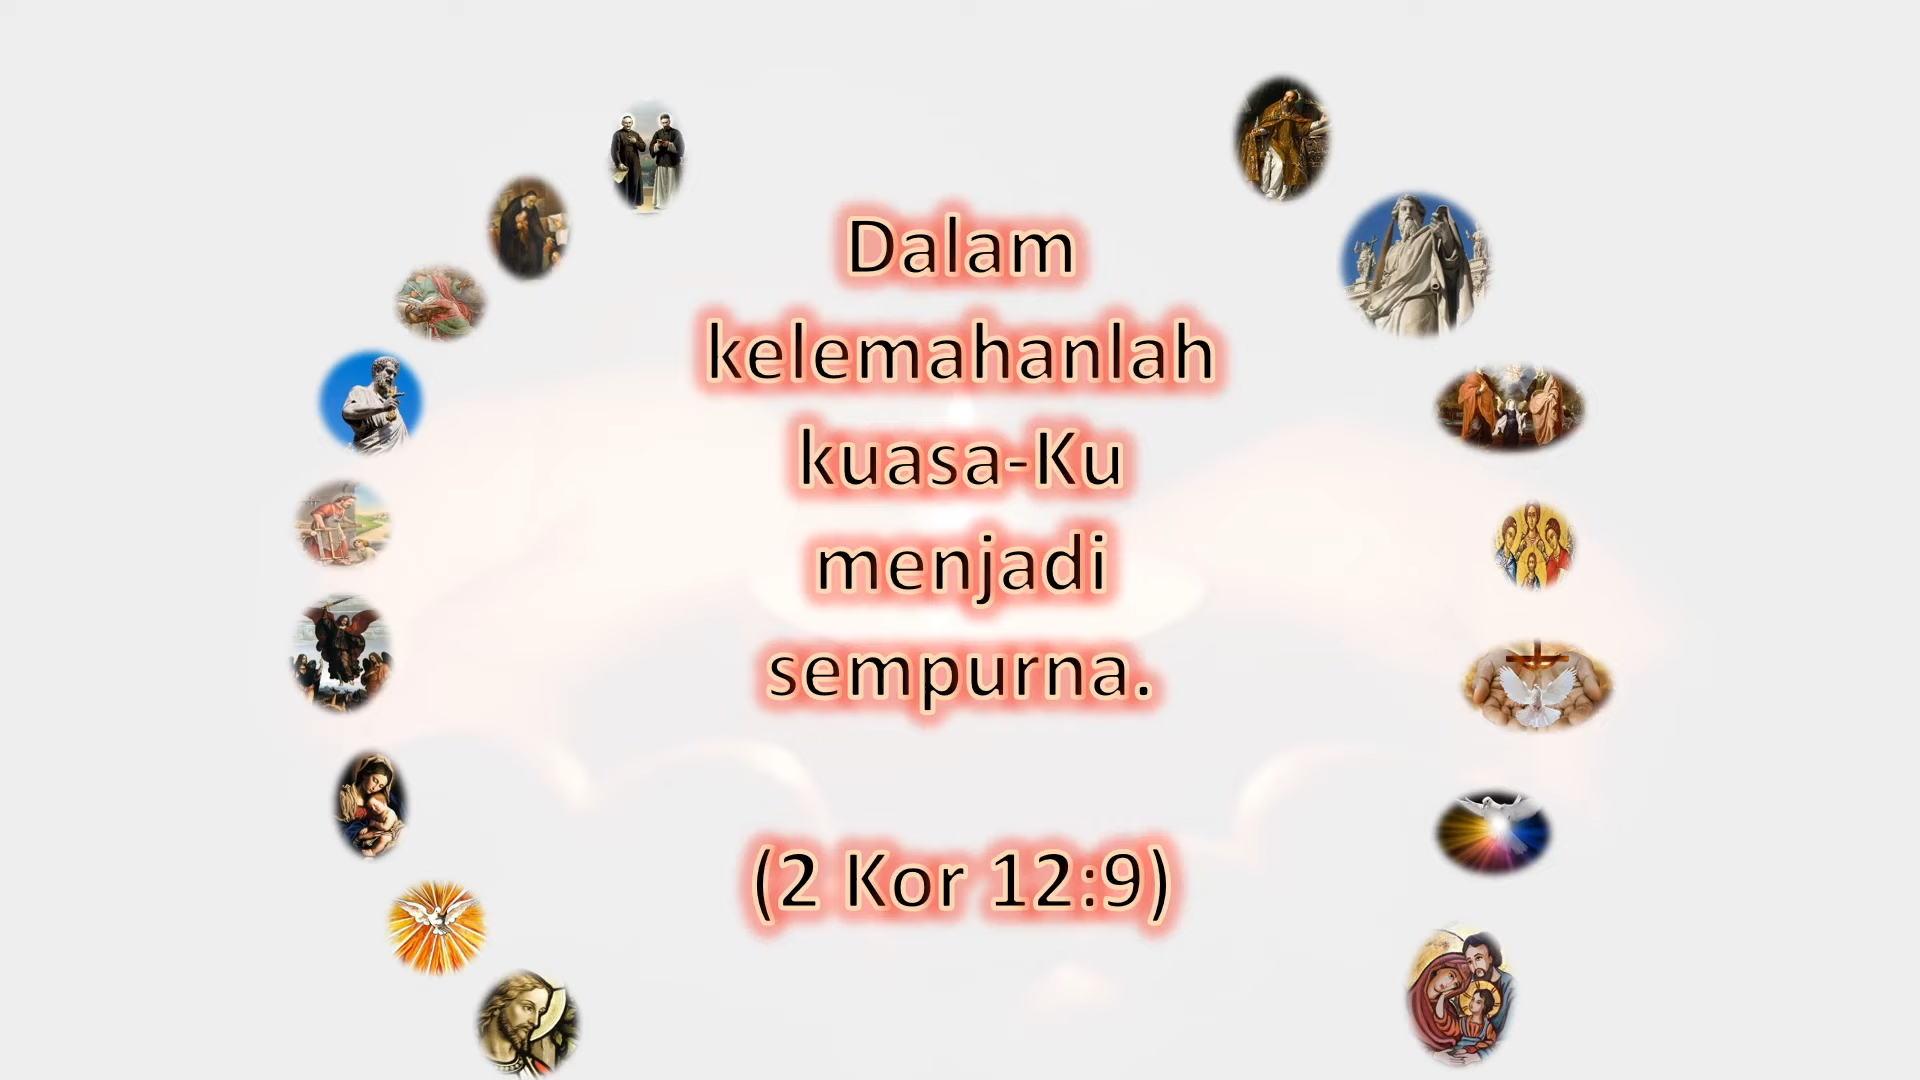 Dalam
kelemahanlah
kuasa-Ku
menjadi
sempurna.
(2 Kor 12:9)